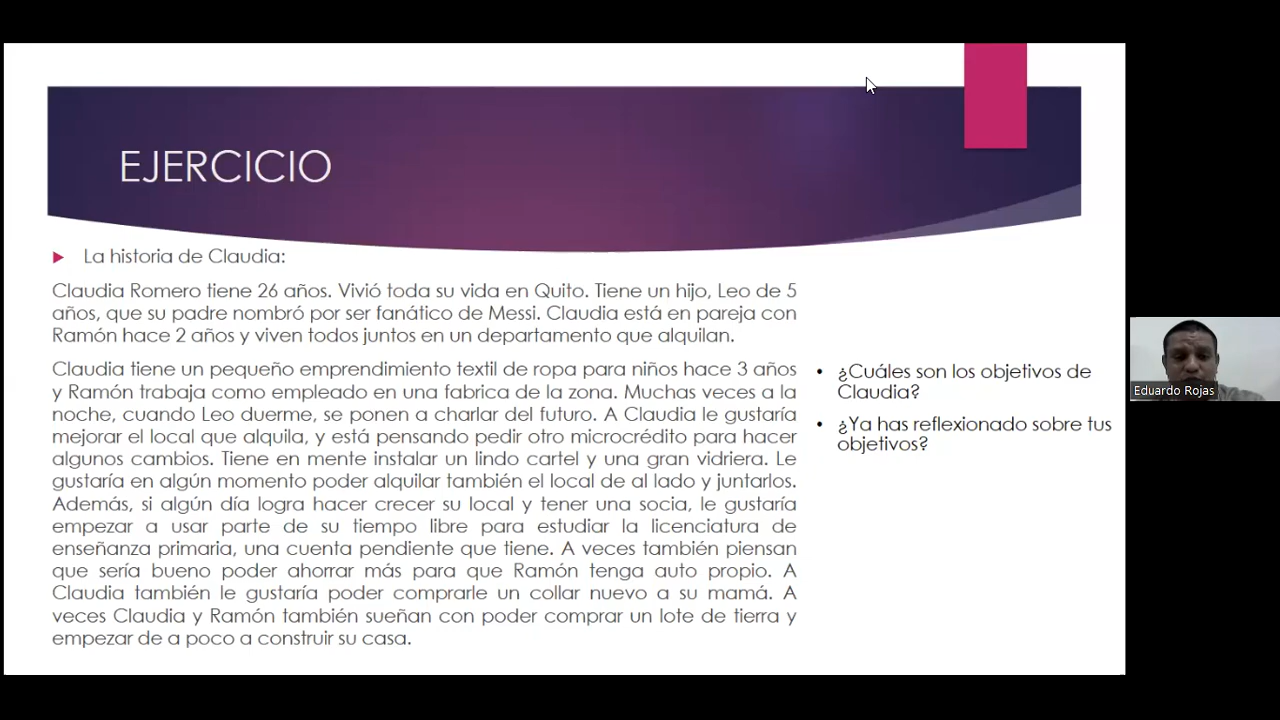 EJERCICIO
La historia de Claudia:
Claudia Romero tiene 26 años. Vivió toda su vida en Quito. Tiene un hijo, Leo de 5
años, que su padre nombró por ser fanático de Messi. Claudia está en pareja con
Ramón hace 2 años y viven todos juntos en un departamento que alquilan.
Claudia tiene un pequeño emprendimiento textil de ropa para niños hace 3 años
y Ramón trabaja como empleado en una fabrica de la zona. Muchas veces a la
noche, cuando Leo duerme, se ponen a charlar del futuro. A Claudia le gustaría
mejorar el local que alquila, y está pensando pedir otro microcrédito para hacer
algunos cambios. Tiene en mente instalar un lindo cartel y una gran vidriera. Le
gustaría en algún momento poder alquilar también el local de al lado y juntarlos.
Además, si algún día logra hacer crecer su local y tener una socia, le gustaría
empezar a usar parte de su tiempo libre para estudiar la licenciatura de
enseñanza primaria, una cuenta pendiente que tiene. A veces también piensan
que sería bueno poder ahorrar más para que Ramón tenga auto propio. A
Claudia también le gustaría poder comprarle un collar nuevo a su mamá. A
veces Claudia y Ramón también sueñan con poder comprar un lote de tierra y
empezar de a poco a construir su casa.
• ¿Cuáles son los objetivos de
Claudia?
• ¿Ya has reflexionado sobre tus
objetivos?
Eduardo Rojas